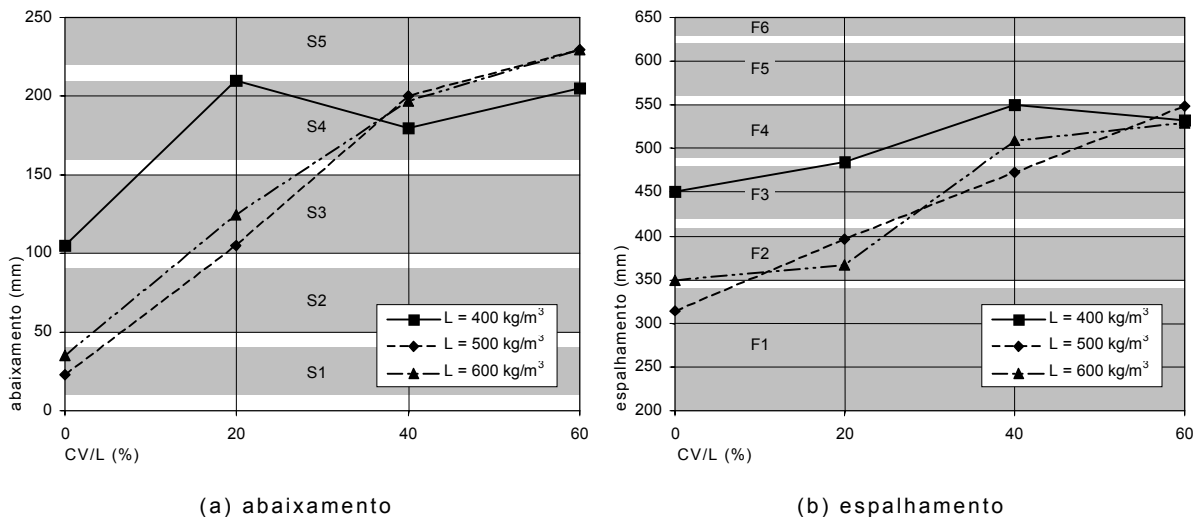 250
200
150
100
50
0
abaixamento (mm)
S5
S4
S3
S2
S1
L = 400 kg/m³
L = 500 kg/m³
L = 600 kg/m³
0 20 40 60
CV/L (%)
(a) abaixamento
650
600
550
500
450
400
350
300
250
200
espalhamento (mm)
F6
F5
F4
F3
F2
F1
L = 400 kg/m³
L = 500 kg/m³
L = 600 kg/m³
0 20 40 60
CV/L (%)
(b) espalhamento